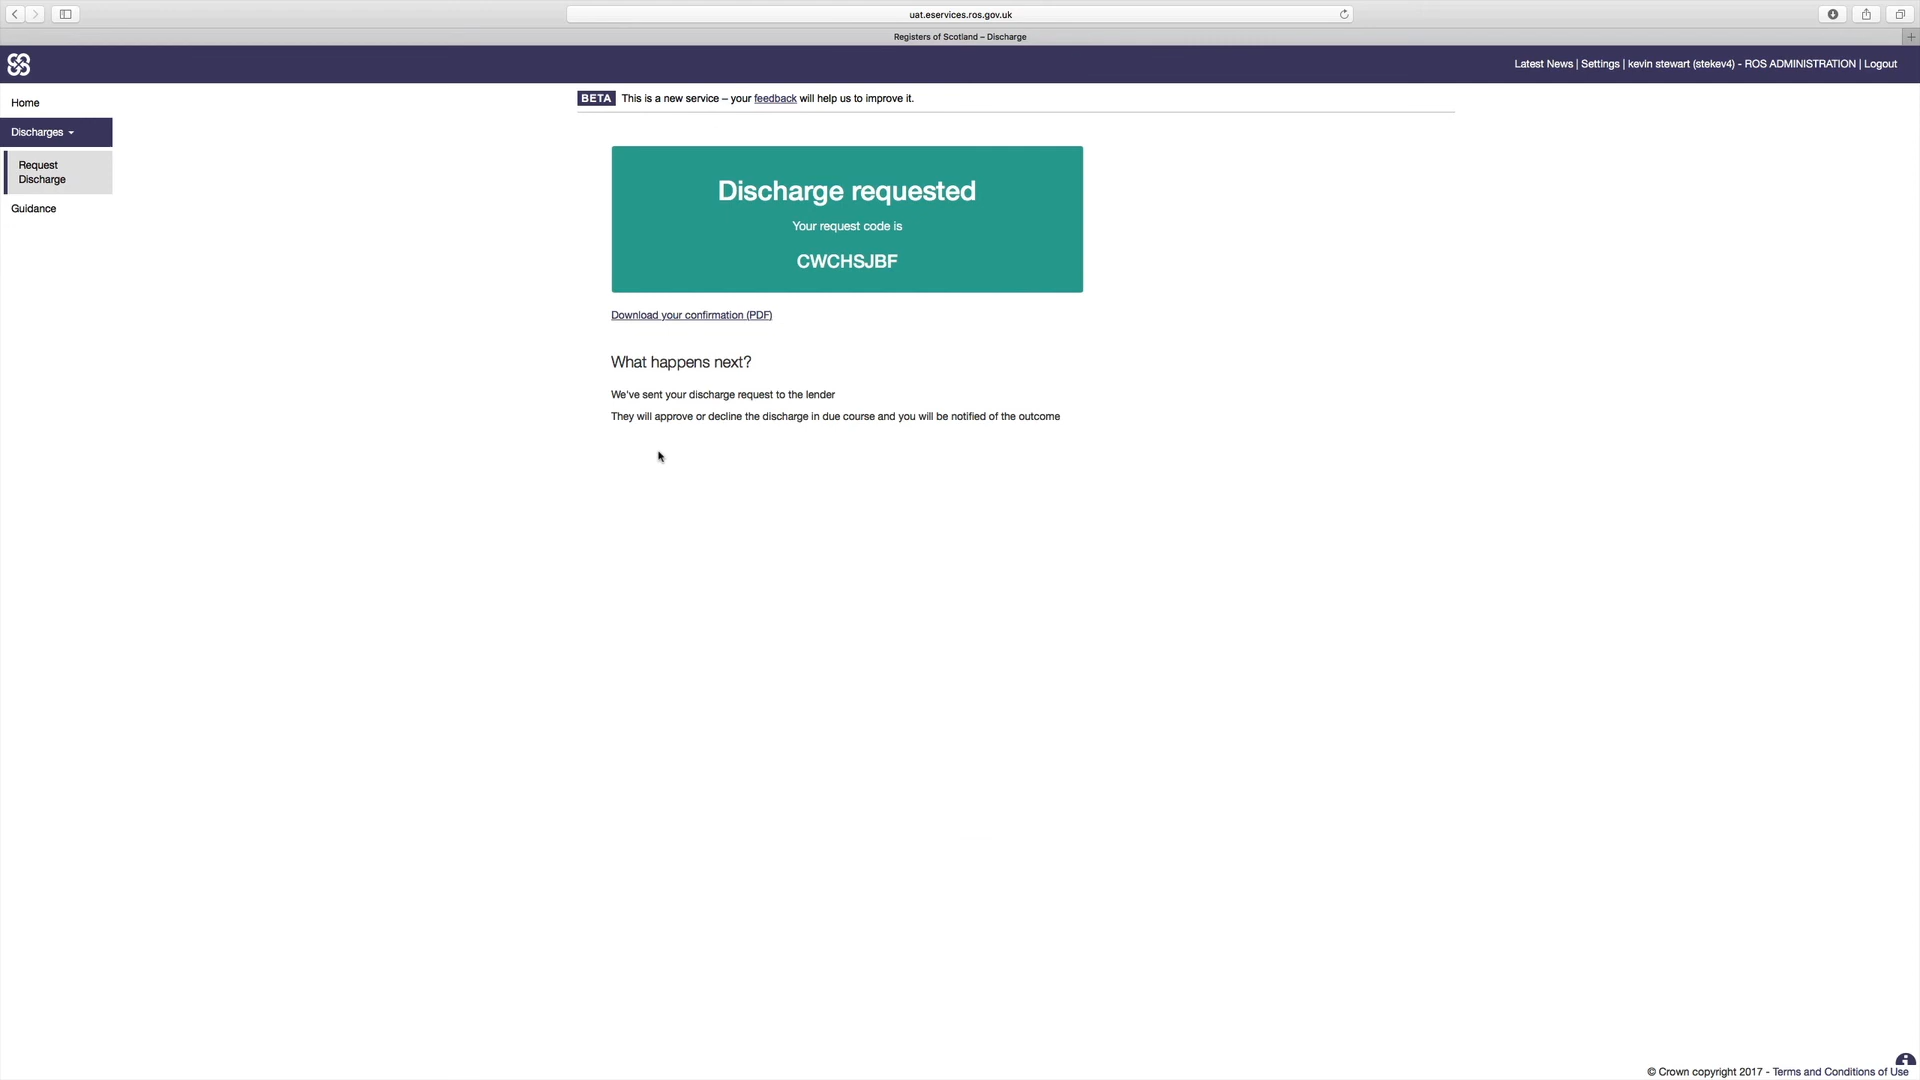 uat.eservices.ros.gov.uk
Registers of Scotland – Discharge
Latest News | Settings | kevin stewart (stekev4) - ROS ADMINISTRATION | Logout
Home
Discharges
Request
Discharge
Guidance
BETA This is a new service – your feedback will help us to improve it.
Discharge requested
Your request code is
CWCHSJBF
Download your confirmation (PDF)
What happens next?
We've sent your discharge request to the lender
They will approve or decline the discharge in due course and you will be notified of the outcome
© Crown copyright 2017 - Terms and Conditions of Use